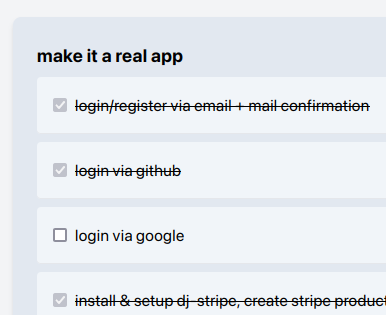 make it a real app
login/register via email + mail confirmation
login via github
login via google
install & setup dj-stripe, create stripe product